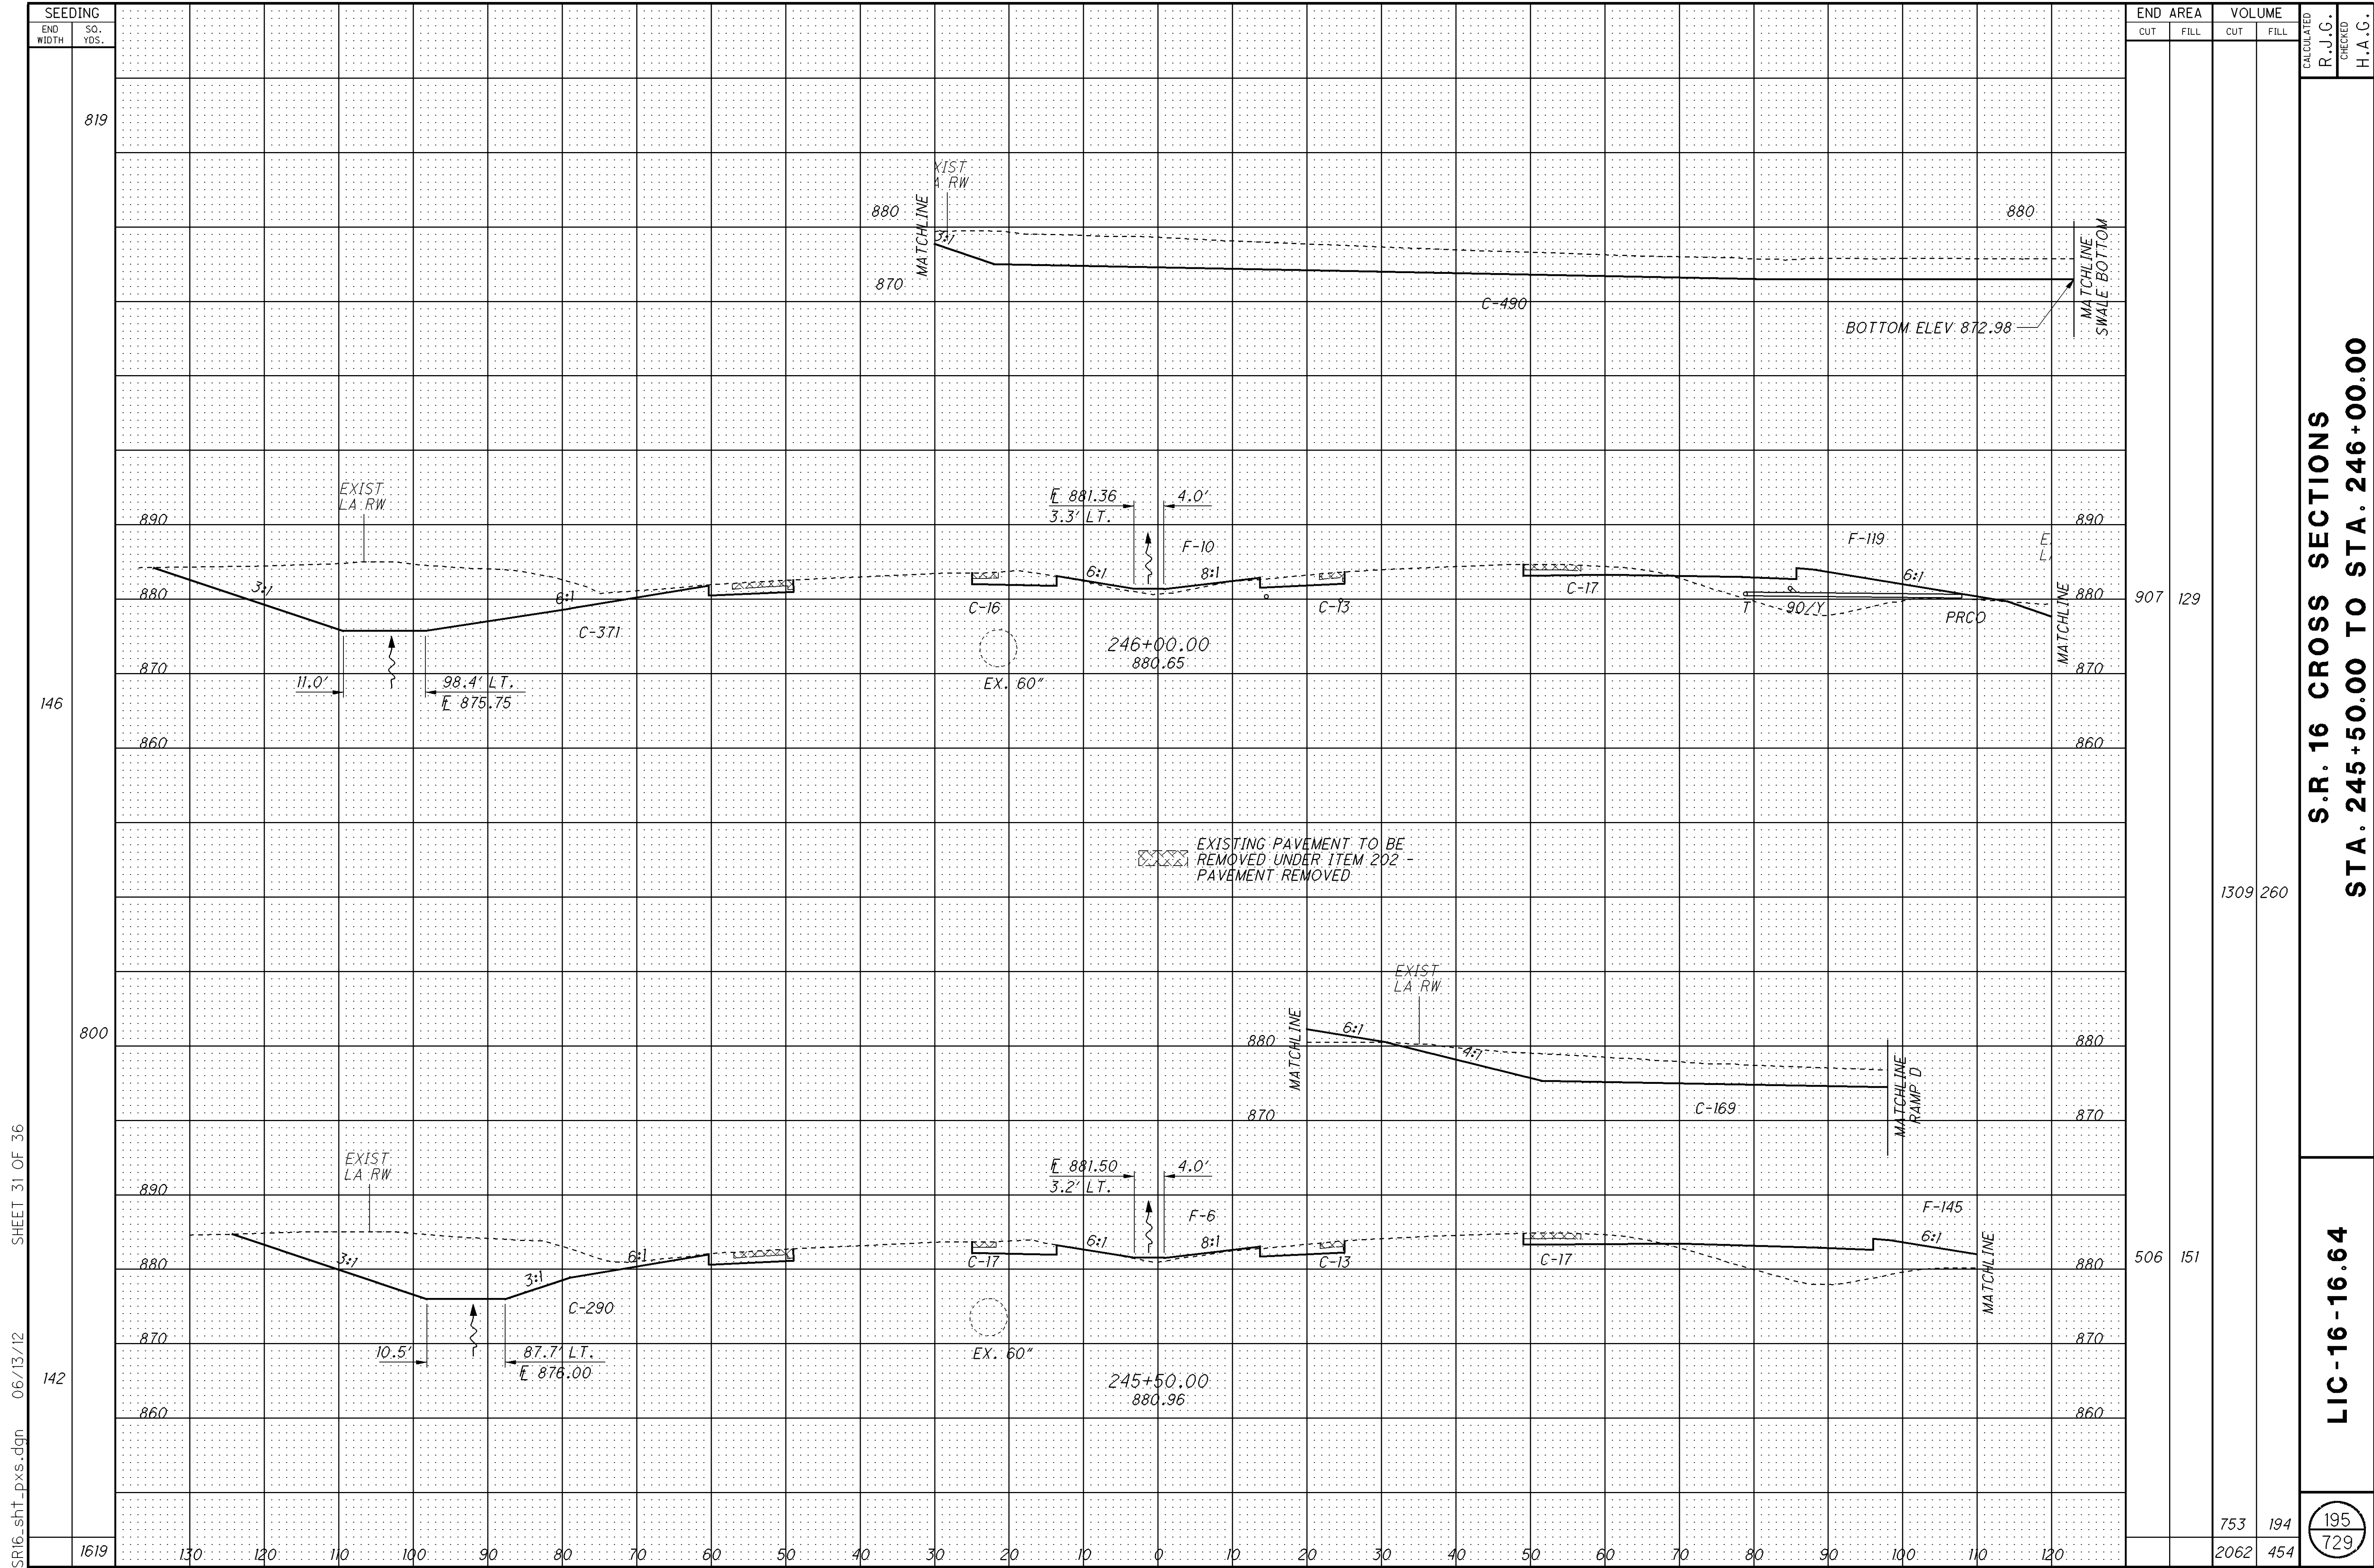 SEEDING
END WIDTH
SQ. YDS.
819
146
800
142
1619
END AREA
VOLUME
CUT
FILL
CUT
FILL
CALCULATED
R.J.G.
CHECKED
H.A.G.
XIST
A RW
MATCHLINE
880
870
3:1
880
C-490
MATCHLINE
SWALE BOTTOM
BOTTOM ELEV 872.98
EXIST
LA RW
890
880
870
860
3:1
6:1
C-371
11.0'
98.4' LT.
℄ 875.75
C-16
6:1
℄ 881.36
3.3' LT.
4.0'
F-10
8:1
C-13
246+00.00
880.65
EX. 60"
C-17
F-119
6:1
T
90/Y
PRCO
MATCHLINE
890
880
870
860
907
129
EXISTING PAVEMENT TO BE
REMOVED UNDER ITEM 202 -
PAVEMENT REMOVED
1309
260
EXIST
LA RW
MATCHLINE
880
870
6:1
4:1
C-169
MATCHLINE
RAMP D
880
870
EXIST
LA RW
890
880
870
860
3:1
3:1
6:1
C-290
10.5'
87.7' LT.
℄ 876.00
C-17
6:1
℄ 881.50
3.2' LT.
4.0'
F-6
8:1
C-13
EX. 60"
245+50.00
880.96
C-17
F-145
6:1
MATCHLINE
890
880
870
860
506
151
753
194
2062
454
130 120 110 100 90 80 70 60 50 40 30 20 10 0 10 20 30 40 50 60 70 80 90 100 110 120
S.R. 16 CROSS SECTIONS
STA. 245+50.00 TO STA. 246+00.00
LIC-16-16.64
195
729
SR16_sht_pxs.dgn 06/13/12 SHEET 31 OF 36